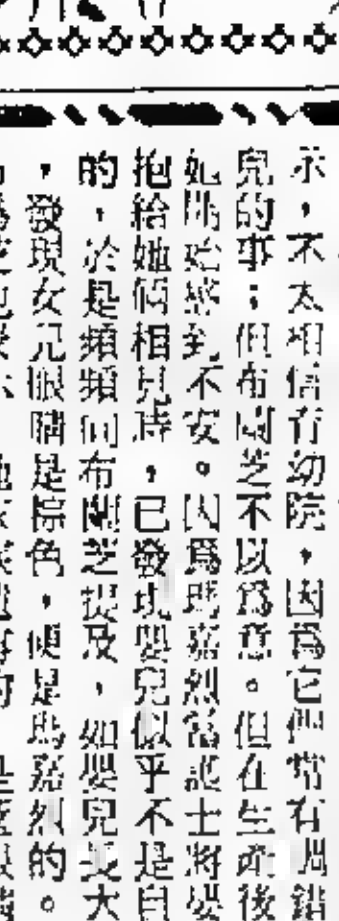 示，不太相信育幼院，因爲它們常有調錯
兒的事；但布蘭芝不以爲意。但在生產後
她開始感到不安。因爲瑪嘉烈當護士將嬰
抱給她倆相見時，已發現嬰兒似乎不是自
的，於是頻頻向布蘭芝提及，如嬰兒長大
，發現女兒眼睛是棕色，便是瑪嘉烈的。